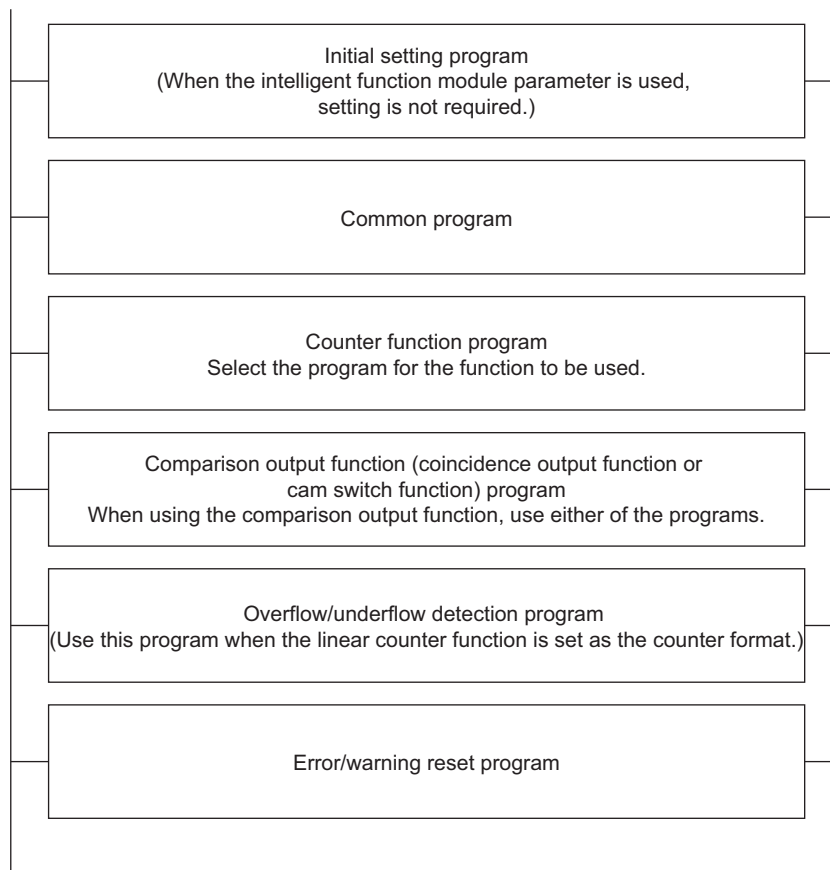 Initial setting program
(When the intelligent function module parameter is used,
setting is not required.)
Common program
Counter function program
Select the program for the function to be used.
Comparison output function (coincidence output function or
cam switch function) program
When using the comparison output function, use either of the programs.
Overflow/underflow detection program
(Use this program when the linear counter function is set as the counter format.)
Error/warning reset program